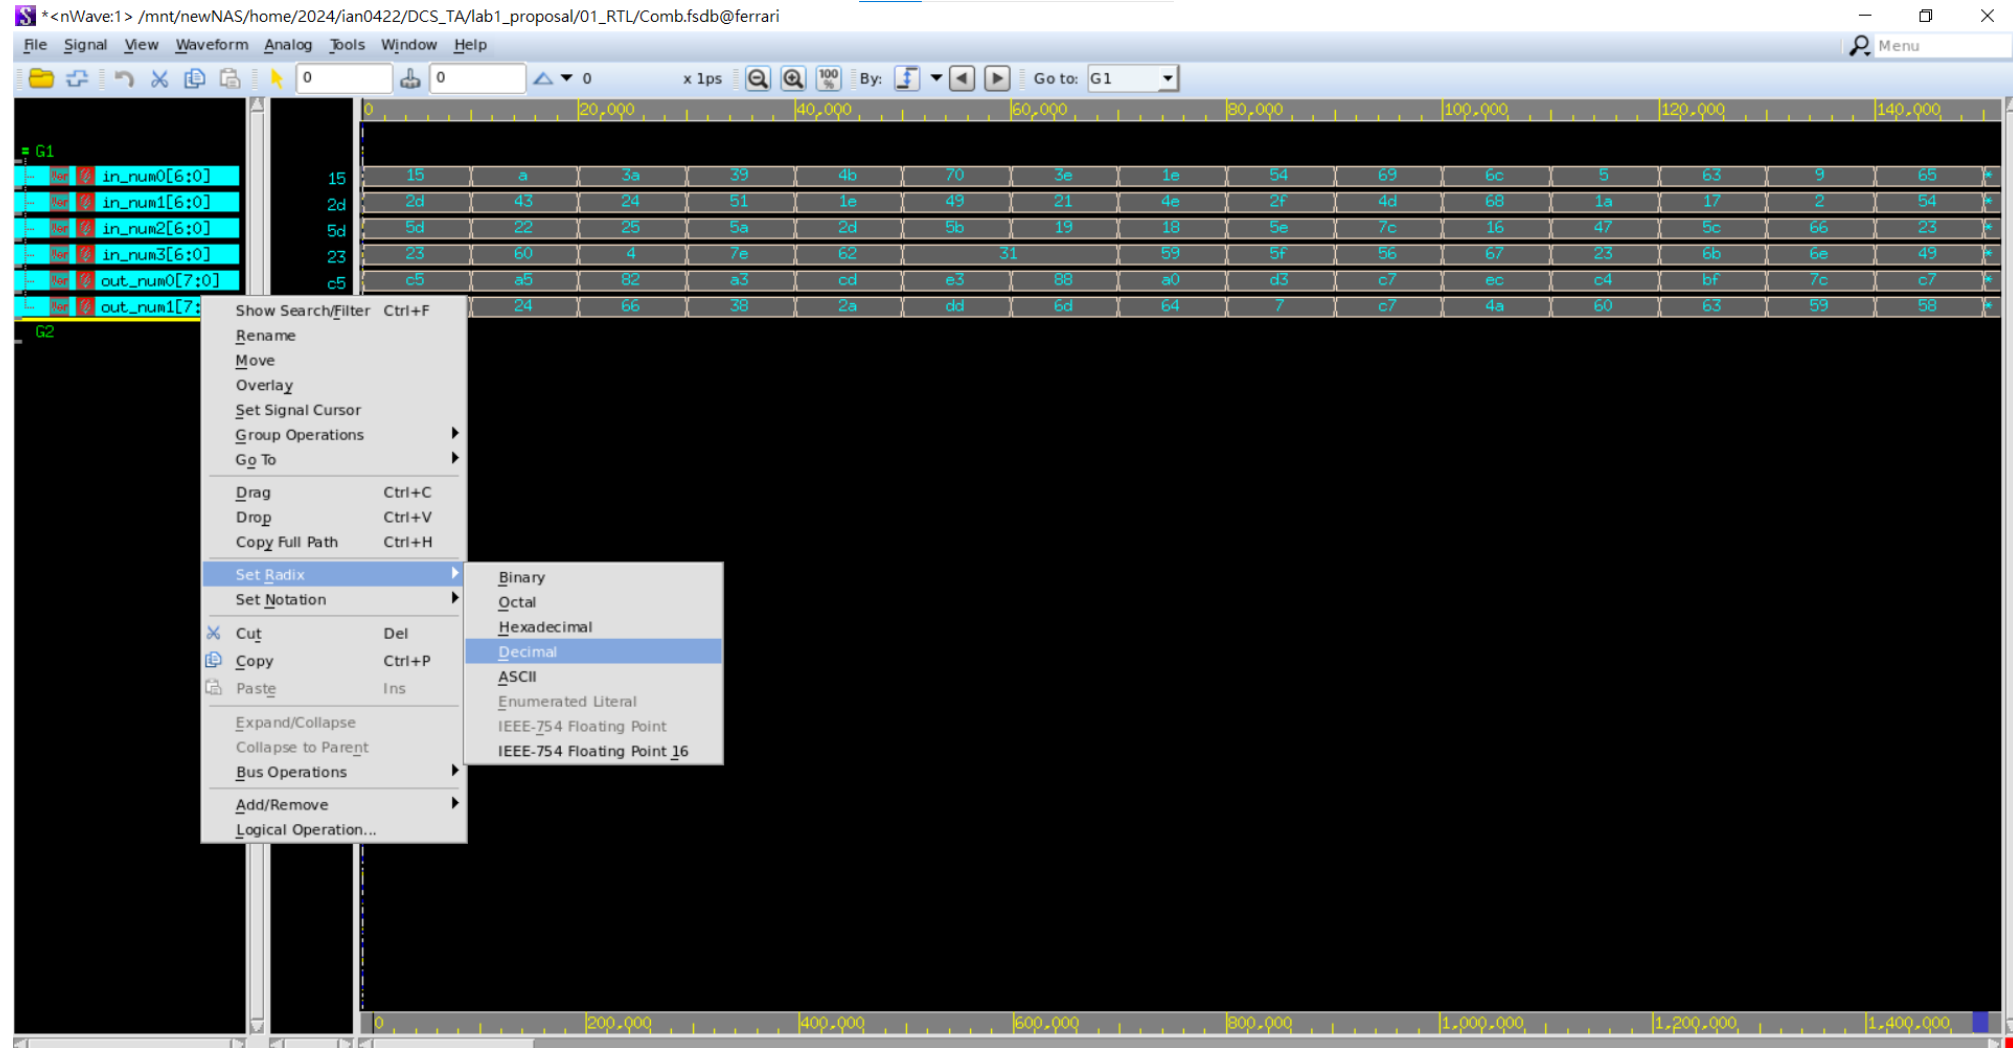 *<nWave:1> /mnt/newNAS/home/2024/ian0422/DCS_TA/lab1_proposal/01_RTL/Comb.fsdb@ferrari
File Signal View Waveform Analog Tools Window Help Menu
0 0 0 x 1ps 100 % By: Go to: G1
0 20,000 40,000 60,000 80,000 100,000 120,000 140,000
= G1
in_num0[6:0] 15 15 a 3a 39 4b 70 3e 1e 54 69 6c 5 63 9 65 *
in_num1[6:0] 2d 2d 43 24 51 1e 49 21 4e 2f 4d 68 1a 17 2 54 *
in_num2[6:0] 5d 5d 22 25 5a 2d 5b 19 18 5e 7c 16 47 5c 66 23 *
in_num3[6:0] 23 23 60 4 7e 62 31 59 5f 56 67 23 6b 6e 49 *
out_num0[7:0] c5 c5 a5 82 a3 cd e3 88 a0 d3 c7 ec c4 bf 7c c7 *
out_num1[7: 24 66 38 2a dd 6d 64 7 c7 4a 60 63 59 58 *
G2
Show Search/Filter Ctrl+F
Rename
Move
Overlay
Set Signal Cursor
Group Operations
Go To
Drag Ctrl+C
Drop Ctrl+V
Copy Full Path Ctrl+H
Set Radix
Set Notation
Cut Del
Copy Ctrl+P
Paste Ins
Expand/Collapse
Collapse to Parent
Bus Operations
Add/Remove
Logical Operation...
Binary
Octal
Hexadecimal
Decimal
ASCII
Enumerated Literal
IEEE-754 Floating Point
IEEE-754 Floating Point 16
0 200,000 400,000 600,000 800,000 1,000,000 1,200,000 1,400,000